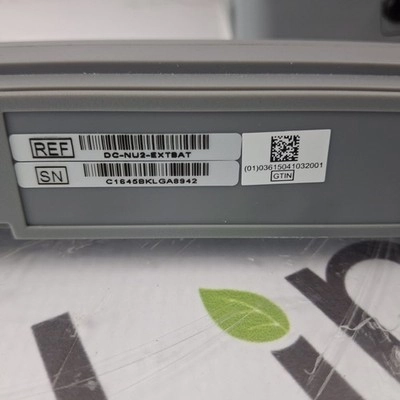 REF
DC-NU2-EXTBAT
SN
C1645BKLGA8942
(01)03615041032001
GTIN